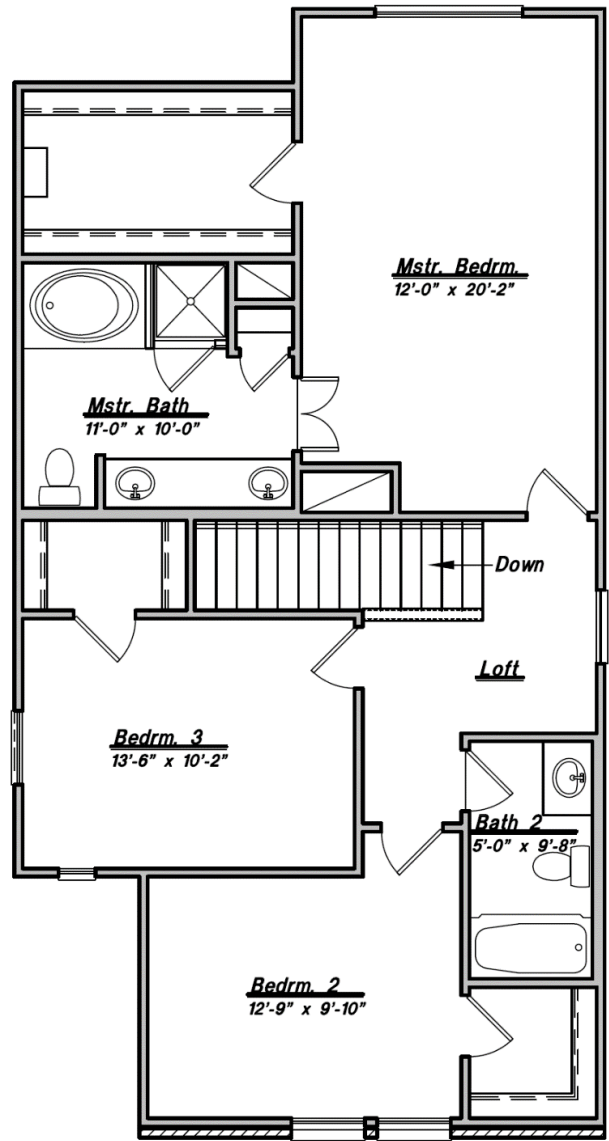 Mstr. Bedrm.
12'-0" x 20'-2"
Mstr. Bath
11'-0" x 10'-0"
Down
Loft
Bedrm. 3
13'-6" x 10'-2"
Bath 2
5'-0" x 9'-8"
Bedrm. 2
12'-9" x 9'-10"